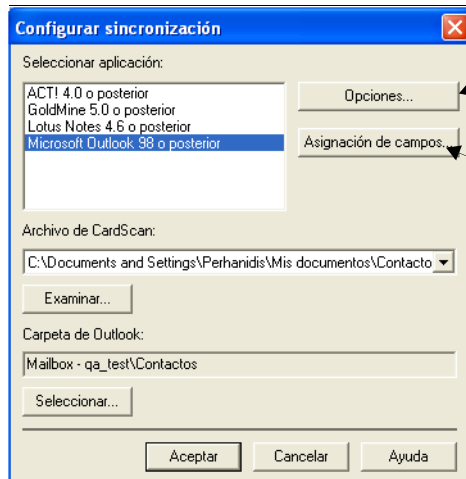 Configurar sincronización
Seleccionar aplicación:
ACT! 4.0 o posterior
GoldMine 5.0 o posterior
Lotus Notes 4.6 o posterior
Microsoft Outlook 98 o posterior
Opciones...
Asignación de campos...
Archivo de CardScan:
C:\Documents and Settings\Perhanidis\Mis documentos\Contacto
Examinar...
Carpeta de Outlook:
Mailbox - qa_test\Contactos
Seleccionar...
Aceptar
Cancelar
Ayuda